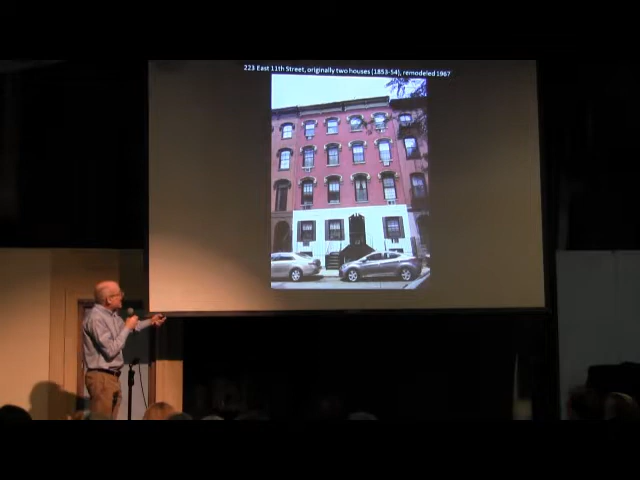 223 East 11th Street, originally two houses (1853-54), remodeled 1967